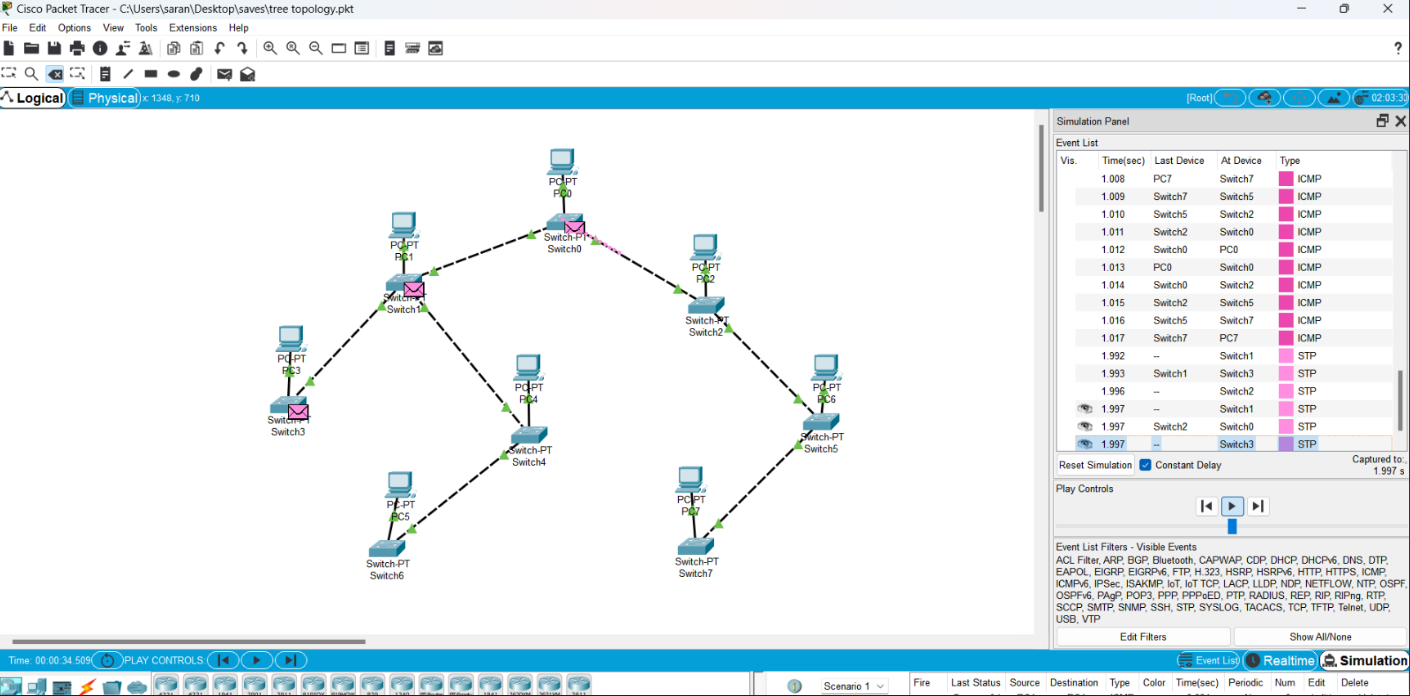 Cisco Packet Tracer - C:\Users\saran\Desktop\saves\tree topology.pkt
File Edit Options View Tools Extensions Help
?
Logical Physical x: 1348, y: 710 [Root] 02:03:30
PC-PT
PC0
Switch-PT
Switch0
PC-PT
PC1
Switch1
PC-PT
PC2
Switch-PT
Switch2
PC-PT
PC3
Switch3
PC-PT
PC4
Switch-PT
Switch4
PC-PT
PC6
Switch-PT
Switch5
PC-PT
PC5
Switch-PT
Switch6
PC-PT
PC7
Switch-PT
Switch7
Simulation Panel
Event List
Vis. Time(sec) Last Device At Device Type
1.008 PC7 Switch7 ICMP
1.009 Switch7 Switch5 ICMP
1.010 Switch5 Switch2 ICMP
1.011 Switch2 Switch0 ICMP
1.012 Switch0 PC0 ICMP
1.013 PC0 Switch0 ICMP
1.014 Switch0 Switch2 ICMP
1.015 Switch2 Switch5 ICMP
1.016 Switch5 Switch7 ICMP
1.017 Switch7 PC7 ICMP
1.992 -- Switch1 STP
1.993 Switch1 Switch3 STP
1.996 -- Switch2 STP
1.997 -- Switch1 STP
1.997 Switch2 Switch0 STP
1.997 -- Switch3 STP
Reset Simulation Constant Delay Captured to:
1.997 s
Play Controls
Event List Filters - Visible Events
ACL Filter, ARP, BGP, Bluetooth, CAPWAP, CDP, DHCP, DHCPv6, DNS, DTP,
EAPOL, EIGRP, EIGRPv6, FTP, H.323, HSRP, HSRPv6, HTTP, HTTPS, ICMP,
ICMPv6, IPSec, ISAKMP, IoT, IoT TCP, LACP, LLDP, NDP, NETFLOW, NTP, OSPF,
OSPFv6, PAgP, POP3, PPP, PPPoED, PTP, RADIUS, REP, RIP, RIPng, RTP,
SCCP, SMTP, SNMP, SSH, STP, SYSLOG, TACACS, TCP, TFTP, Telnet, UDP,
USB, VTP
Edit Filters Show All/None
Time: 00:00:34.509 PLAY CONTROLS: Event List Realtime Simulation
Scenario 1 Fire Last Status Source Destination Type Color Time(sec) Periodic Num Edit Delete